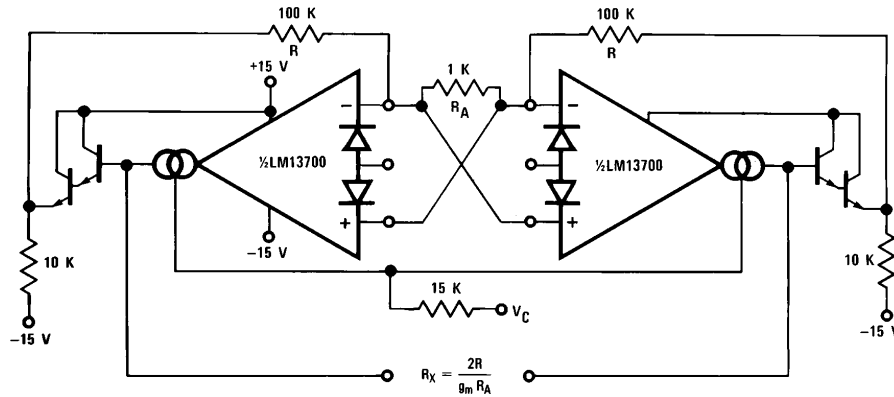 100 K
R
100 K
R
+15 V
1 K
R_A
−
−
½LM13700
½LM13700
+
+
−15 V
10 K
10 K
15 K
V_C
−15 V
−15 V
R_X = 2R / g_m R_A